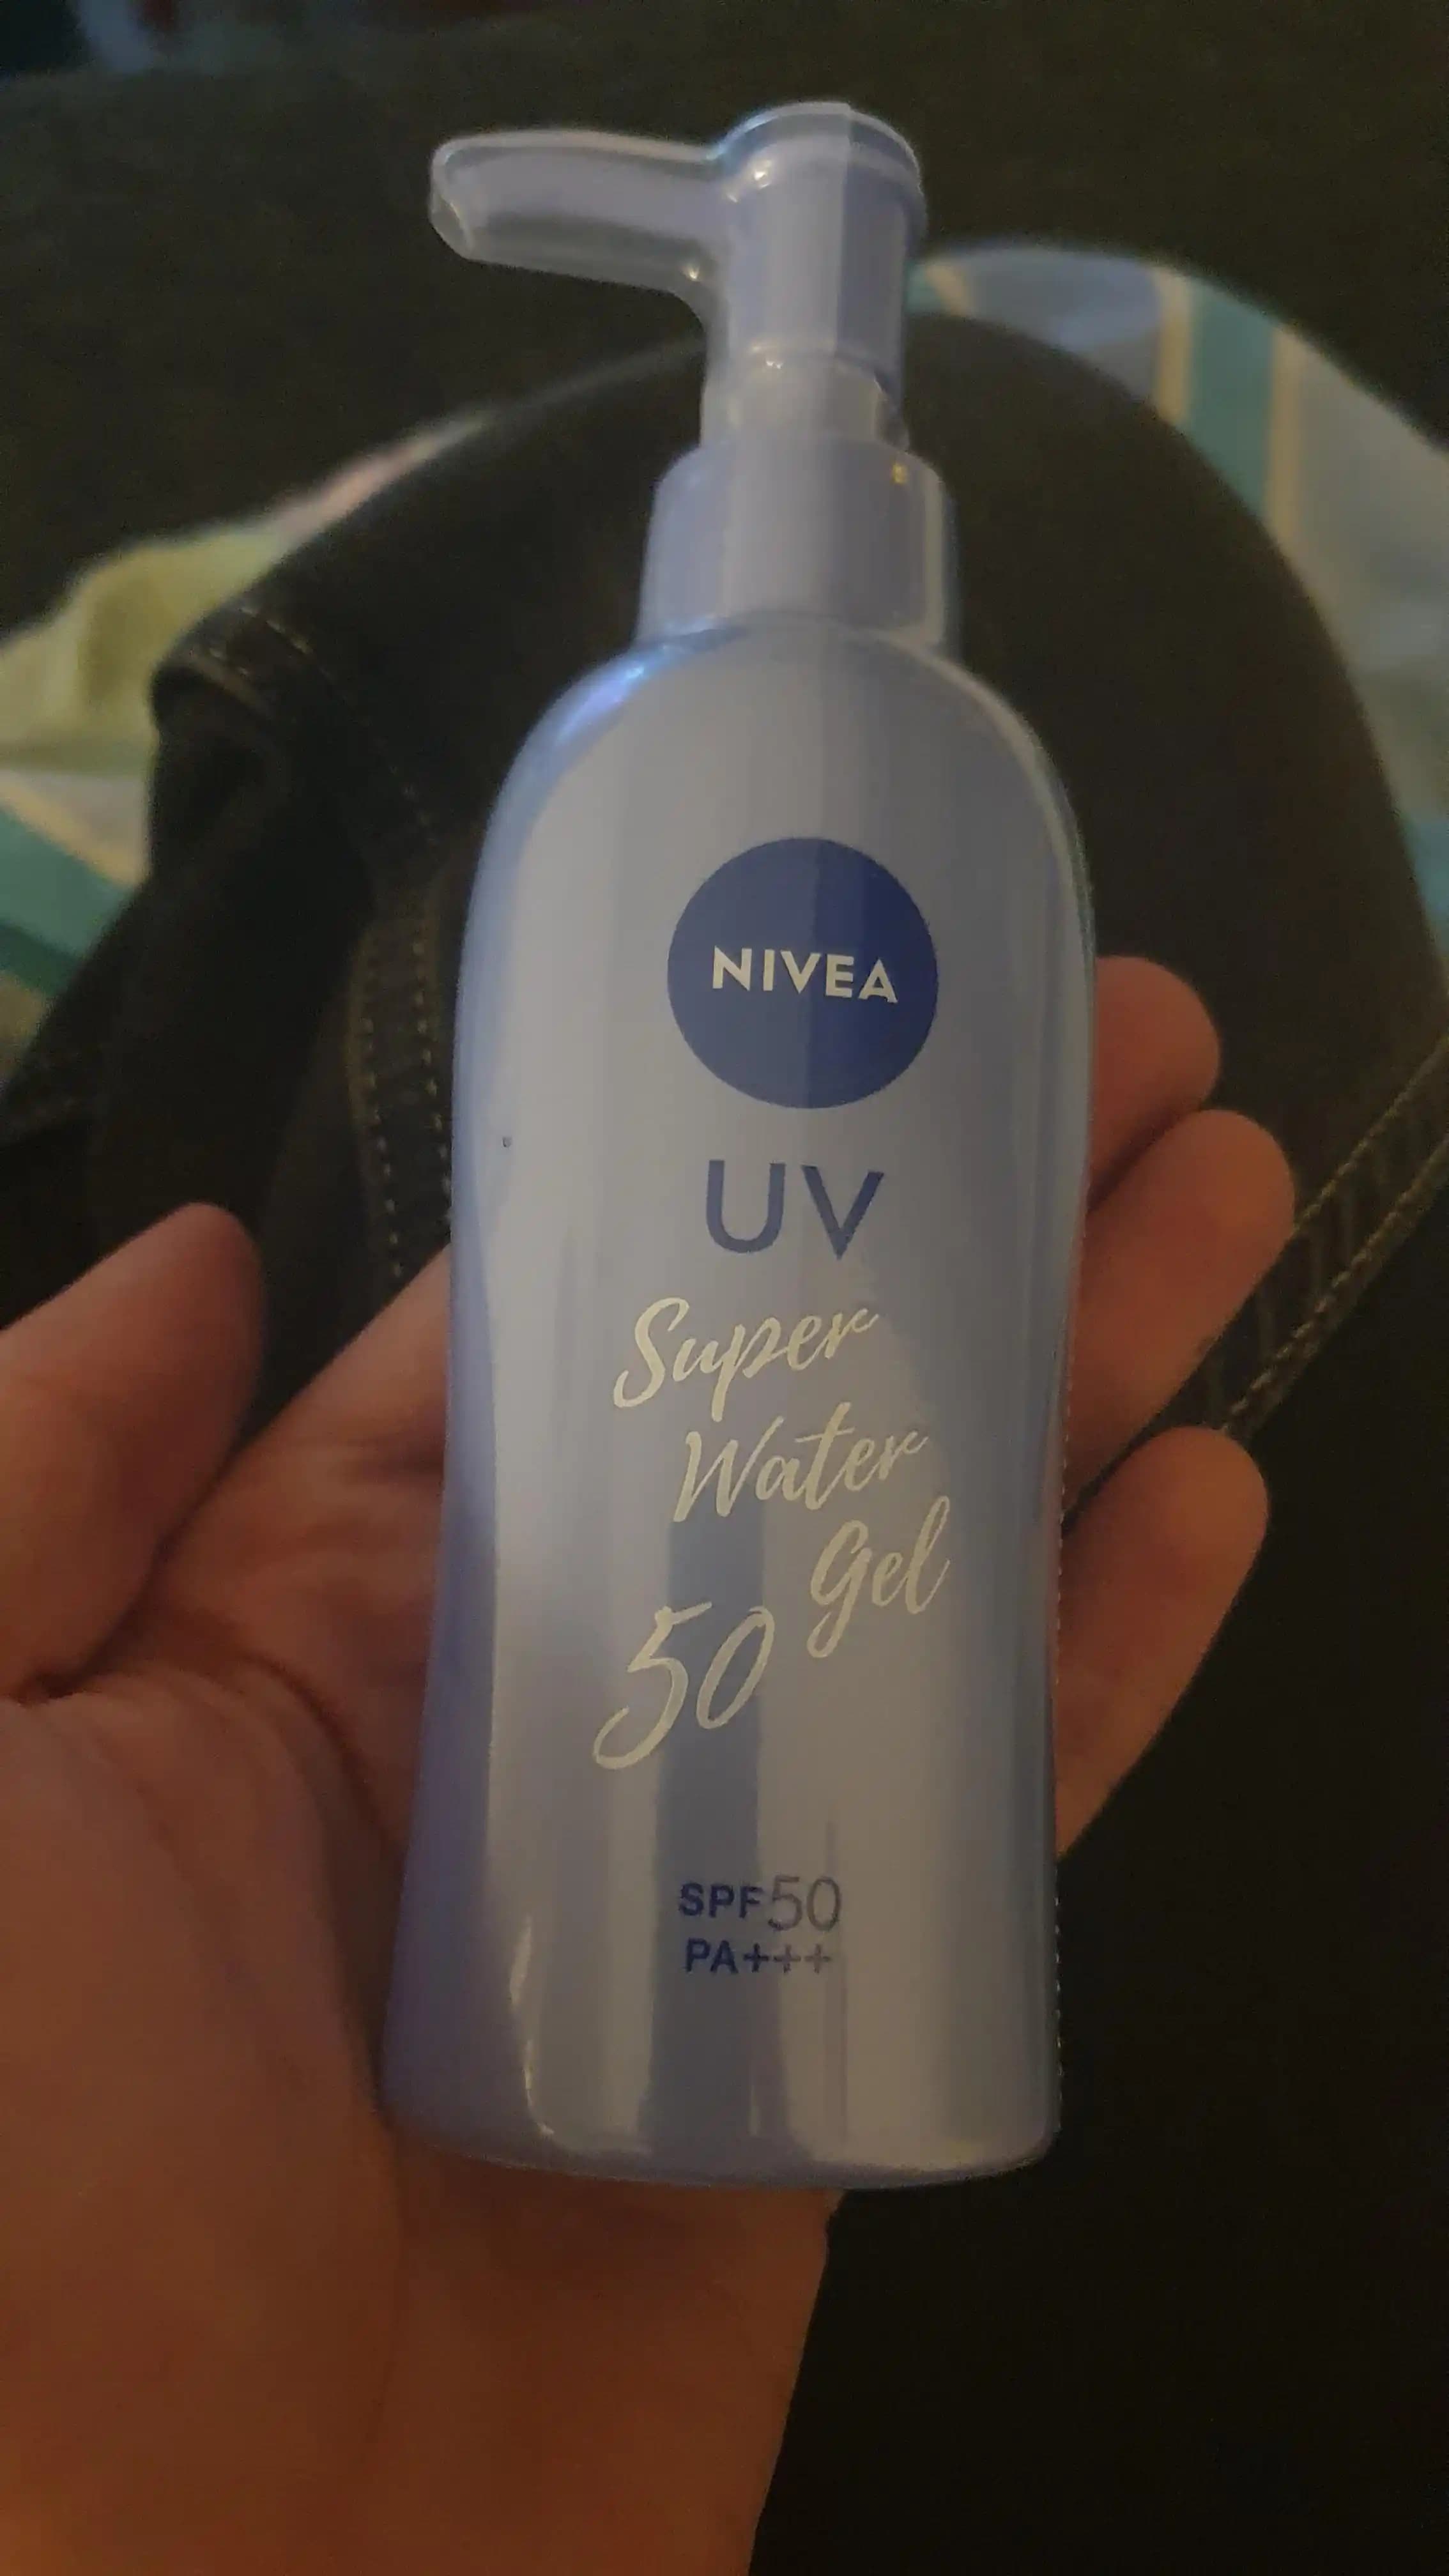 NIVEA
UV
Super
Water
Gel
50
SPF50
PA+++